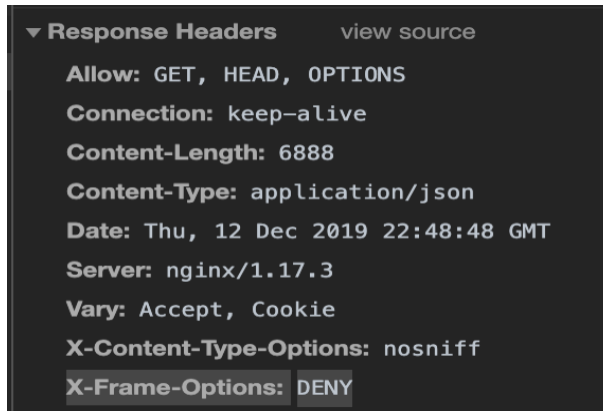 ▼ Response Headers view source
Allow: GET, HEAD, OPTIONS
Connection: keep-alive
Content-Length: 6888
Content-Type: application/json
Date: Thu, 12 Dec 2019 22:48:48 GMT
Server: nginx/1.17.3
Vary: Accept, Cookie
X-Content-Type-Options: nosniff
X-Frame-Options: DENY